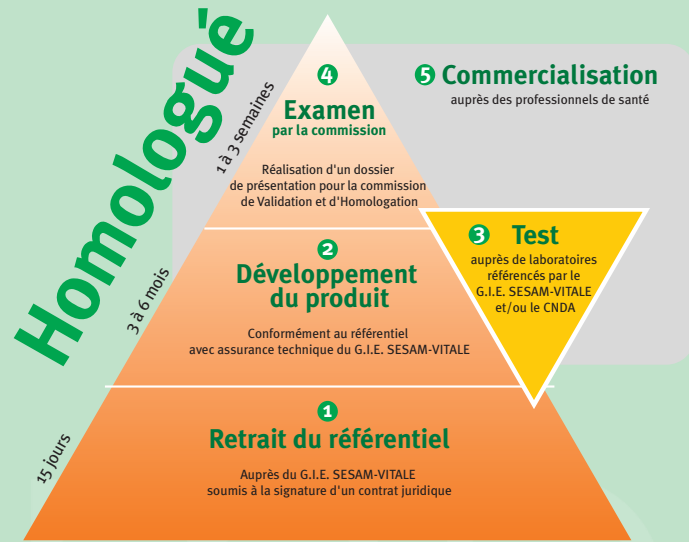 Homologué
1 à 3 semaines
4
Examen
par la commission
Réalisation d'un dossier
de présentation pour la commission
de Validation et d'Homologation
5 Commercialisation
auprès des professionnels de santé
3 à 6 mois
2
Développement
du produit
Conformément au référentiel
avec assurance technique du G.I.E. SESAM-VITALE
3 Test
auprès de laboratoires
référencés par le
G.I.E. SESAM-VITALE
et/ou le CNDA
15 jours
1
Retrait du référentiel
Auprès du G.I.E. SESAM-VITALE
soumis à la signature d'un contrat juridique